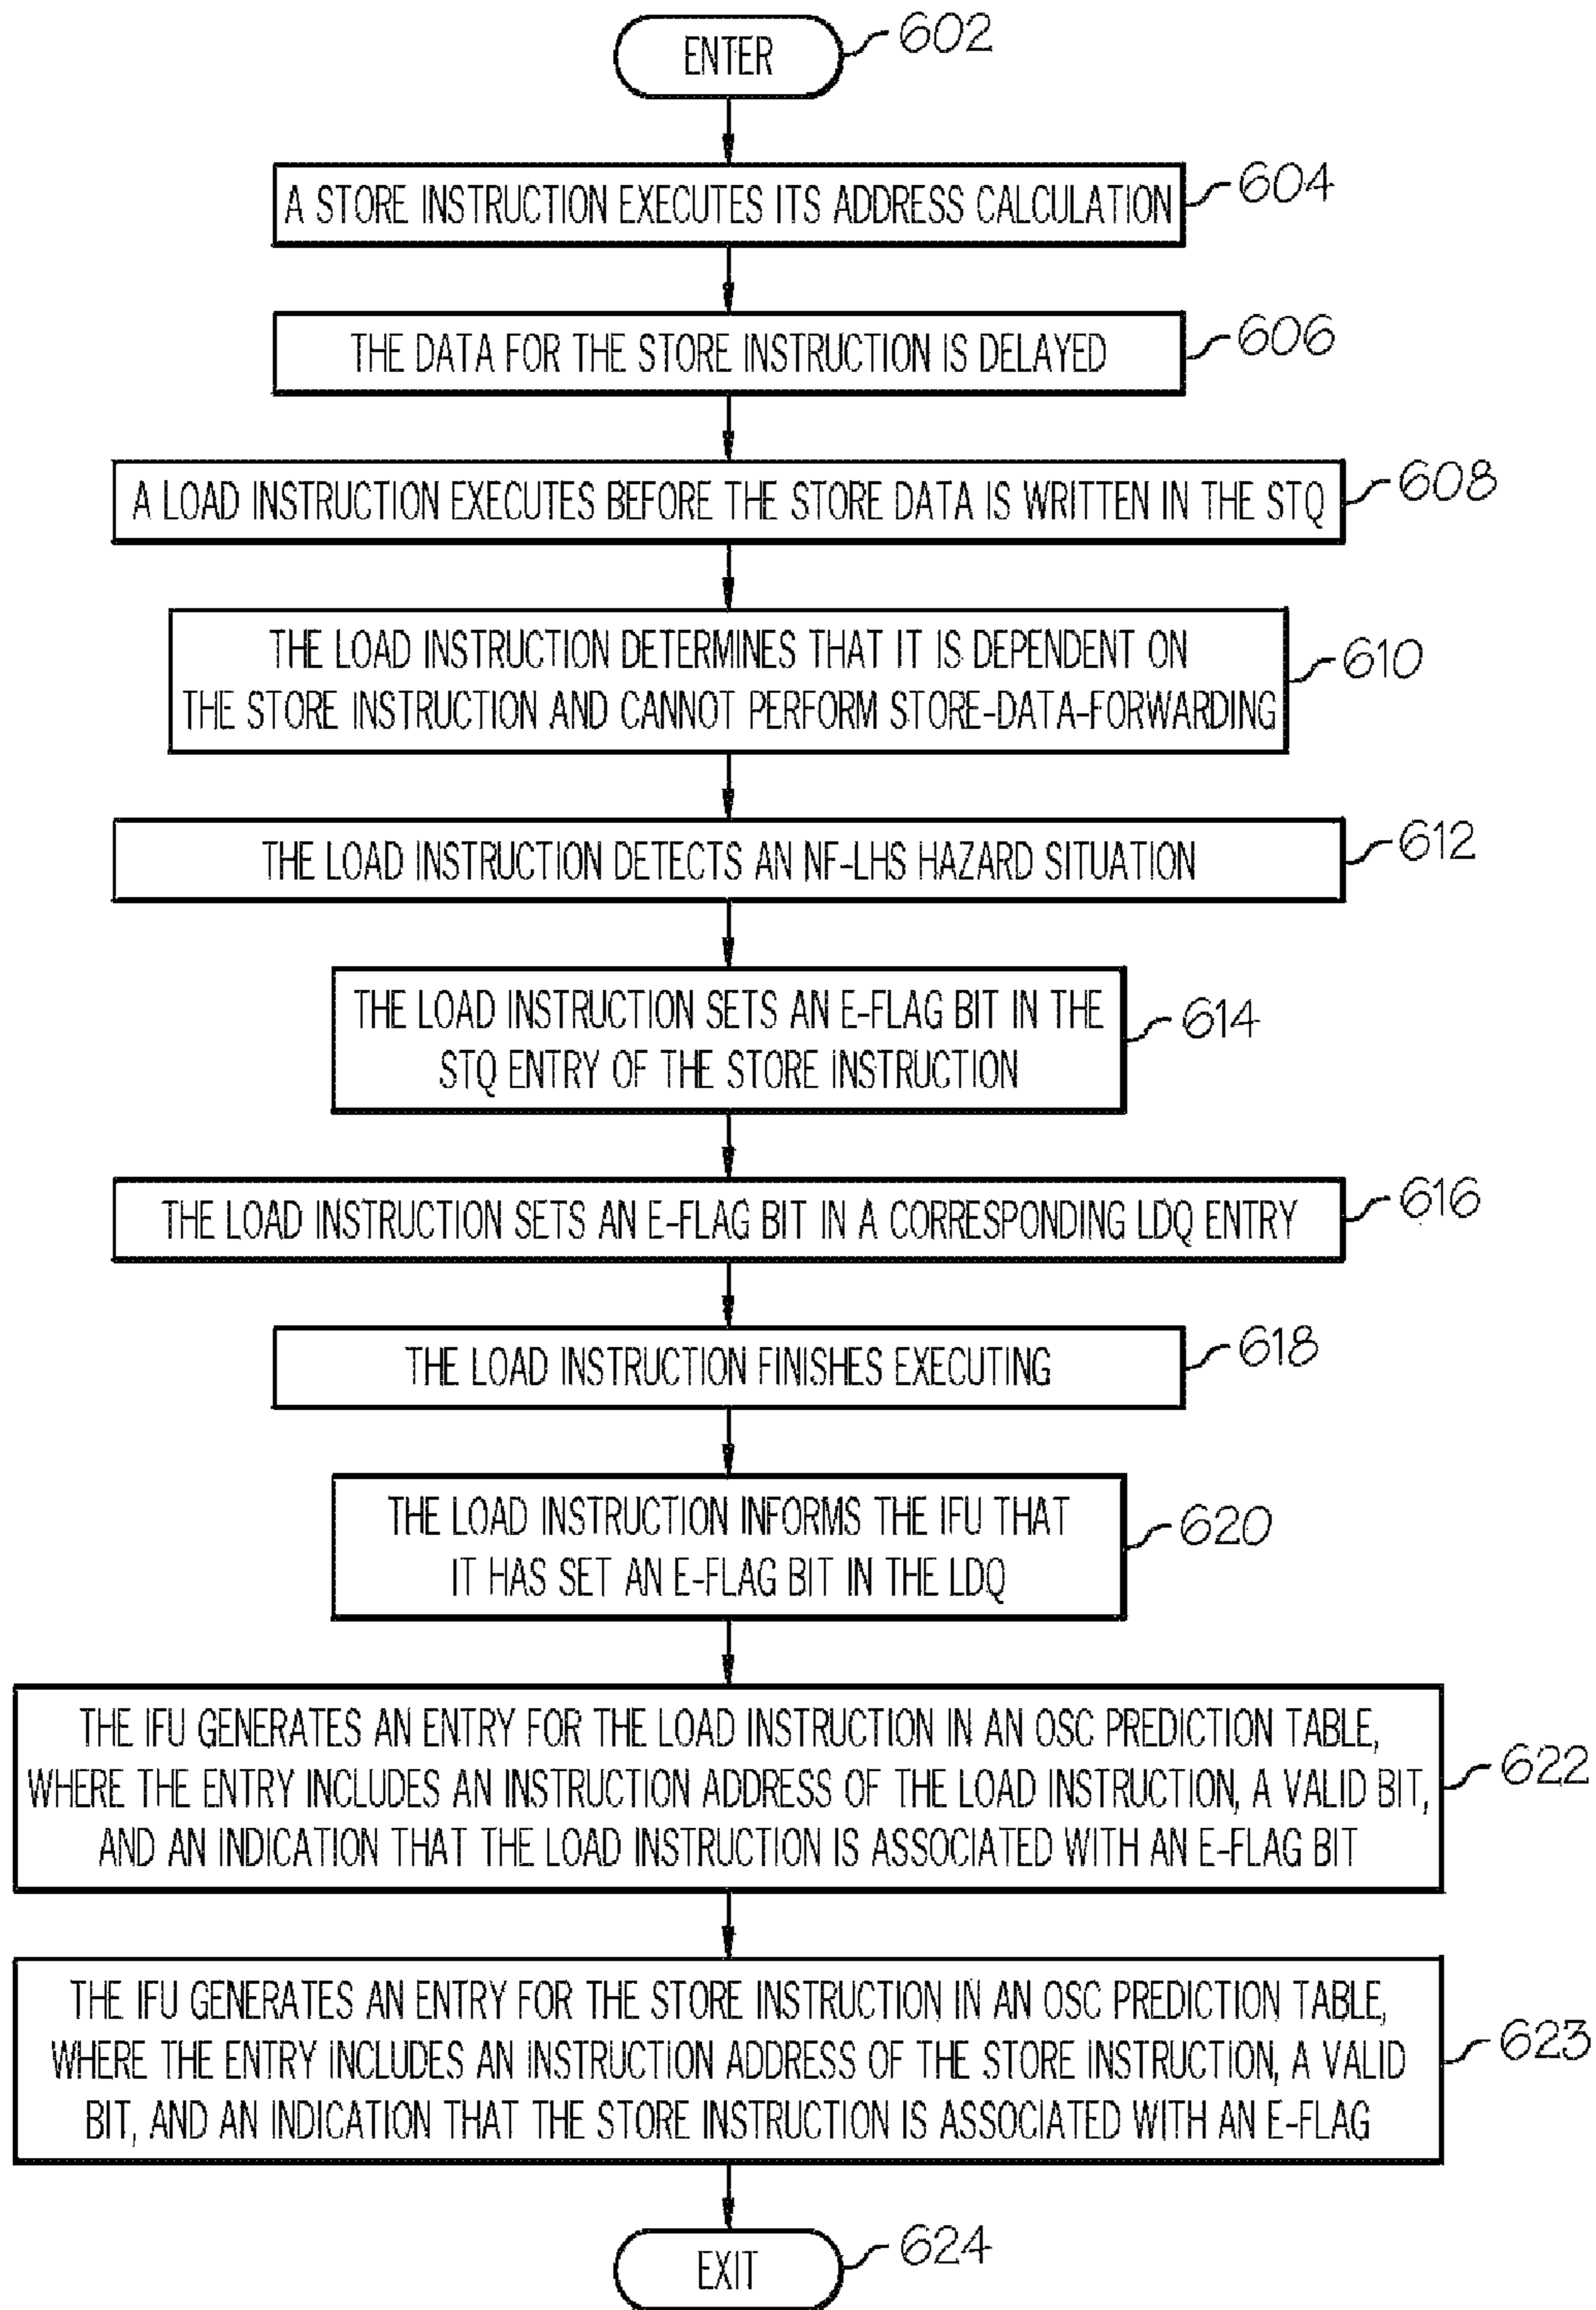 ENTER
602
A STORE INSTRUCTION EXECUTES ITS ADDRESS CALCULATION
604
THE DATA FOR THE STORE INSTRUCTION IS DELAYED
606
A LOAD INSTRUCTION EXECUTES BEFORE THE STORE DATA IS WRITTEN IN THE STQ
608
THE LOAD INSTRUCTION DETERMINES THAT IT IS DEPENDENT ON
THE STORE INSTRUCTION AND CANNOT PERFORM STORE-DATA-FORWARDING
610
THE LOAD INSTRUCTION DETECTS AN NF-LHS HAZARD SITUATION
612
THE LOAD INSTRUCTION SETS AN E-FLAG BIT IN THE
STQ ENTRY OF THE STORE INSTRUCTION
614
THE LOAD INSTRUCTION SETS AN E-FLAG BIT IN A CORRESPONDING LDQ ENTRY
616
THE LOAD INSTRUCTION FINISHES EXECUTING
618
THE LOAD INSTRUCTION INFORMS THE IFU THAT
IT HAS SET AN E-FLAG BIT IN THE LDQ
620
THE IFU GENERATES AN ENTRY FOR THE LOAD INSTRUCTION IN AN OSC PREDICTION TABLE,
WHERE THE ENTRY INCLUDES AN INSTRUCTION ADDRESS OF THE LOAD INSTRUCTION, A VALID BIT,
AND AN INDICATION THAT THE LOAD INSTRUCTION IS ASSOCIATED WITH AN E-FLAG BIT
622
THE IFU GENERATES AN ENTRY FOR THE STORE INSTRUCTION IN AN OSC PREDICTION TABLE,
WHERE THE ENTRY INCLUDES AN INSTRUCTION ADDRESS OF THE STORE INSTRUCTION, A VALID
BIT, AND AN INDICATION THAT THE STORE INSTRUCTION IS ASSOCIATED WITH AN E-FLAG
623
EXIT
624